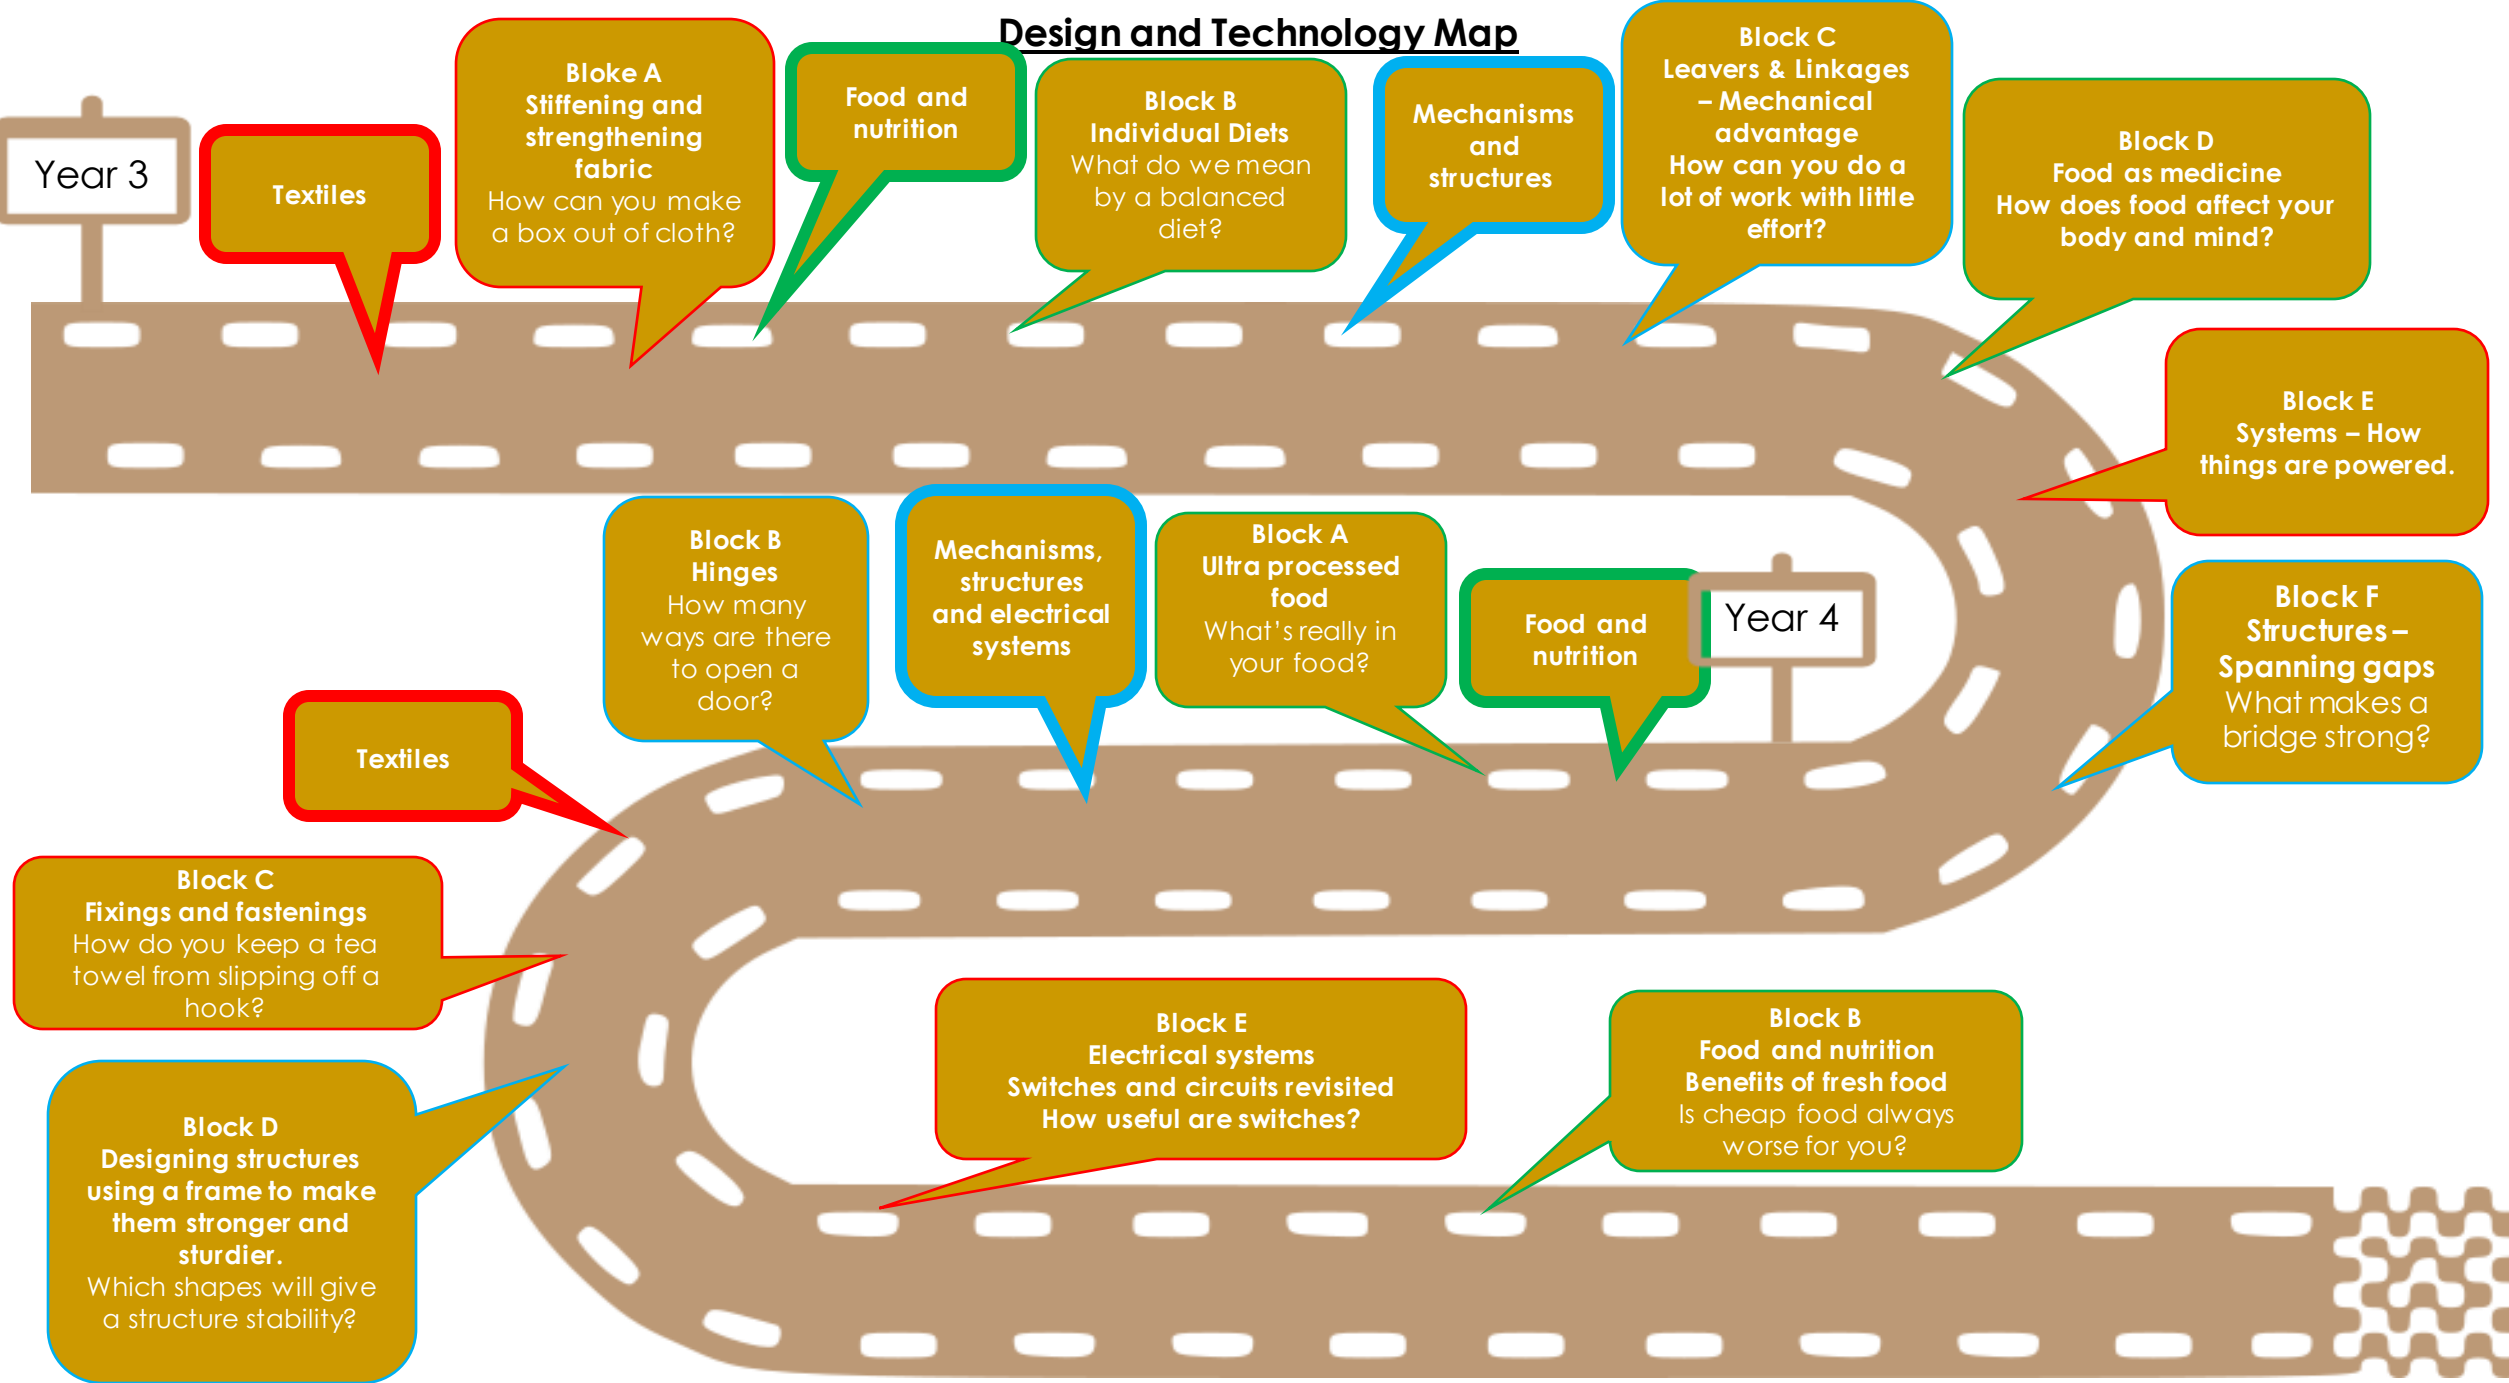 Design and Technology Map
Year 3
Textiles
Bloke A
Stiffening and
strengthening
fabric
How can you make
a box out of cloth?
Food and
nutrition
Block B
Individual Diets
What do we mean
by a balanced
diet?
Mechanisms
and
structures
Block C
Leavers & Linkages
– Mechanical
advantage
How can you do a
lot of work with little
effort?
Block D
Food as medicine
How does food affect your
body and mind?
Block E
Systems – How
things are powered.
Block F
Structures –
Spanning gaps
What makes a
bridge strong?
Year 4
Food and
nutrition
Block A
Ultra processed
food
What's really in
your food?
Mechanisms,
structures
and electrical
systems
Block B
Hinges
How many
ways are there
to open a
door?
Textiles
Block C
Fixings and fastenings
How do you keep a tea
towel from slipping off a
hook?
Block D
Designing structures
using a frame to make
them stronger and
sturdier.
Which shapes will give
a structure stability?
Block E
Electrical systems
Switches and circuits revisited
How useful are switches?
Block B
Food and nutrition
Benefits of fresh food
Is cheap food always
worse for you?